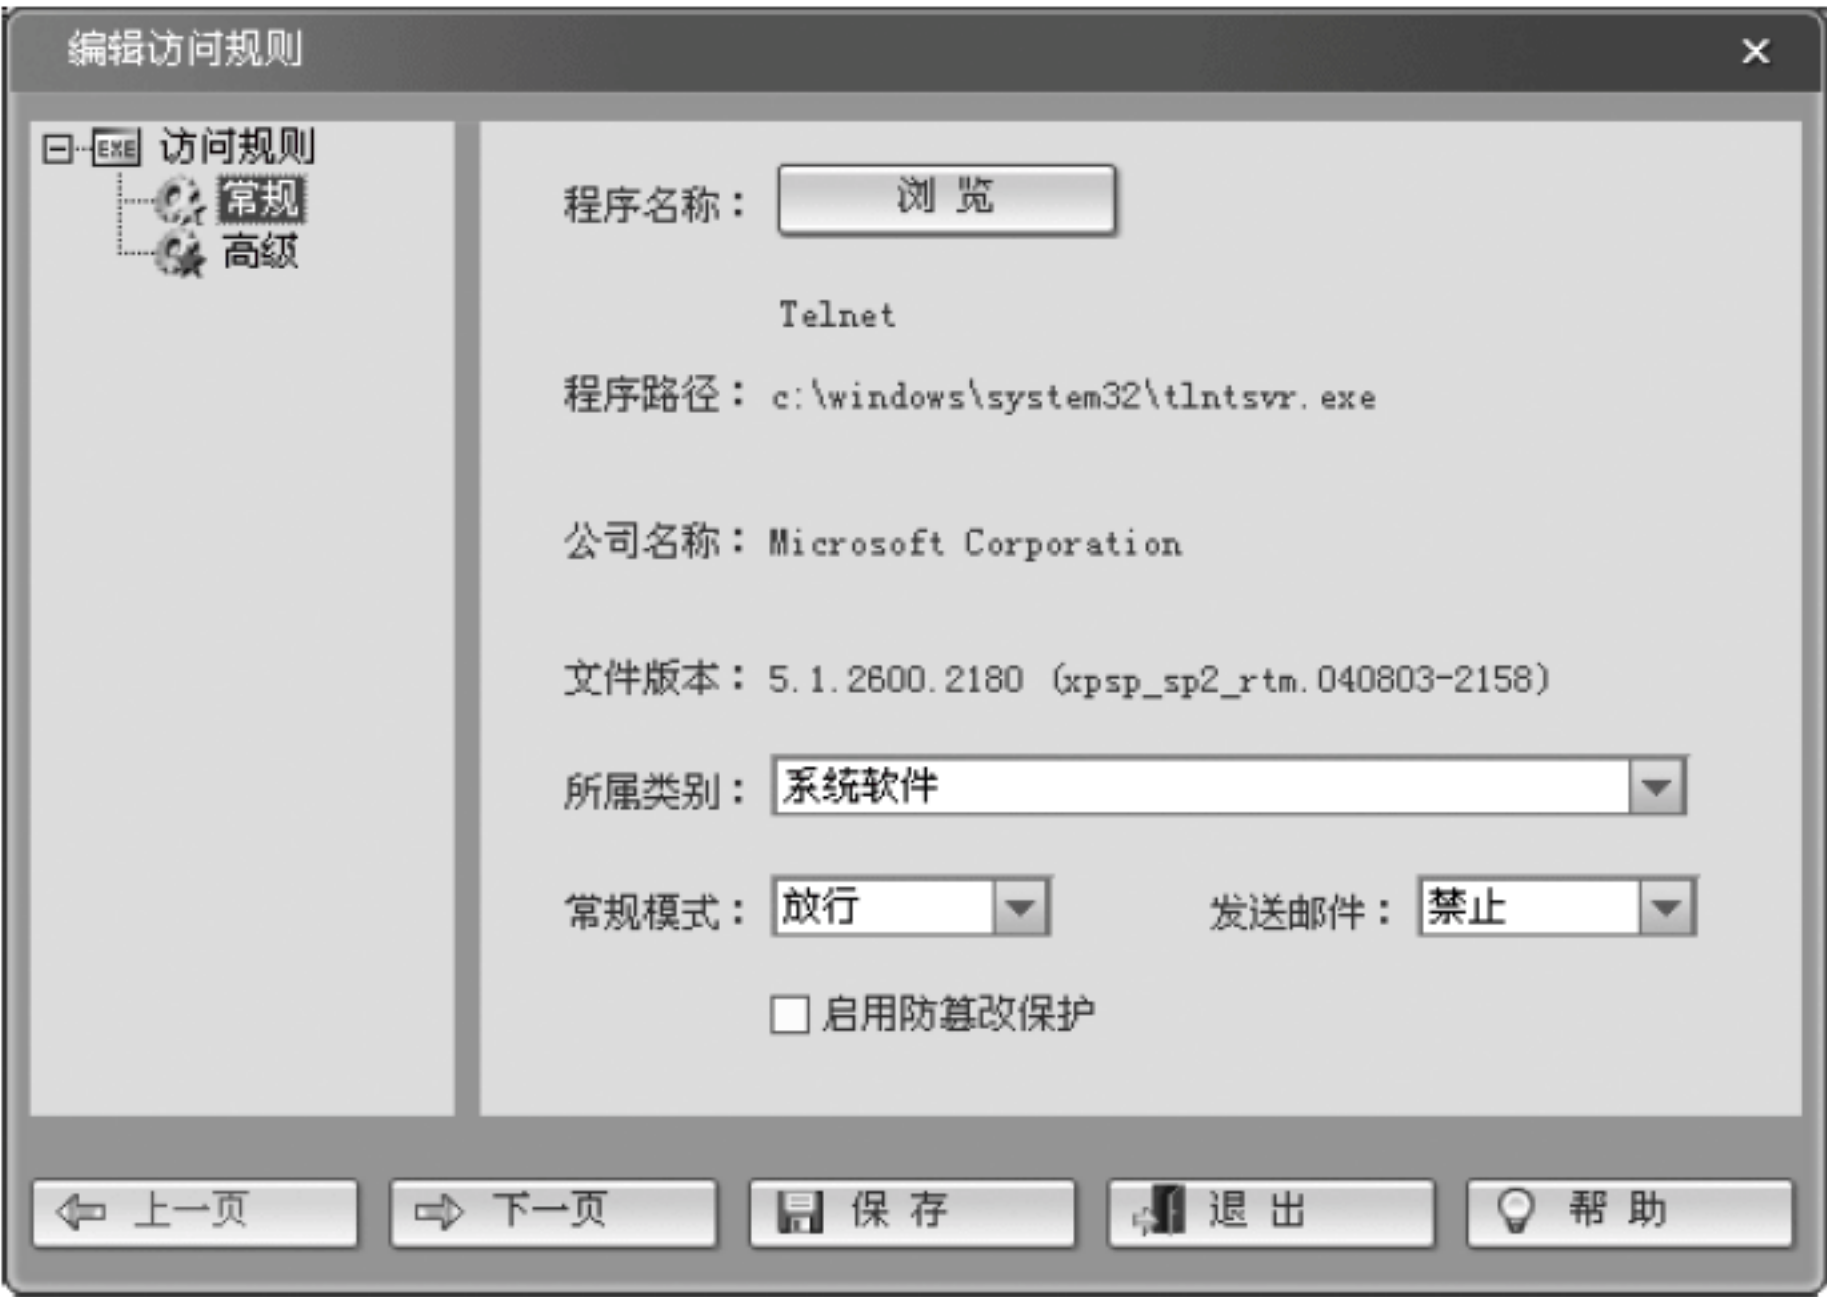 编辑访问规则
EXE 访问规则
常规
高级
程序名称： 浏 览
Telnet
程序路径： c:\windows\system32\tlntsvr.exe
公司名称： Microsoft Corporation
文件版本： 5.1.2600.2180 (xpsp_sp2_rtm.040803-2158)
所属类别： 系统软件
常规模式： 放行 发送邮件： 禁止
启用防篡改保护
上一页 下一页 保 存 退 出 帮 助